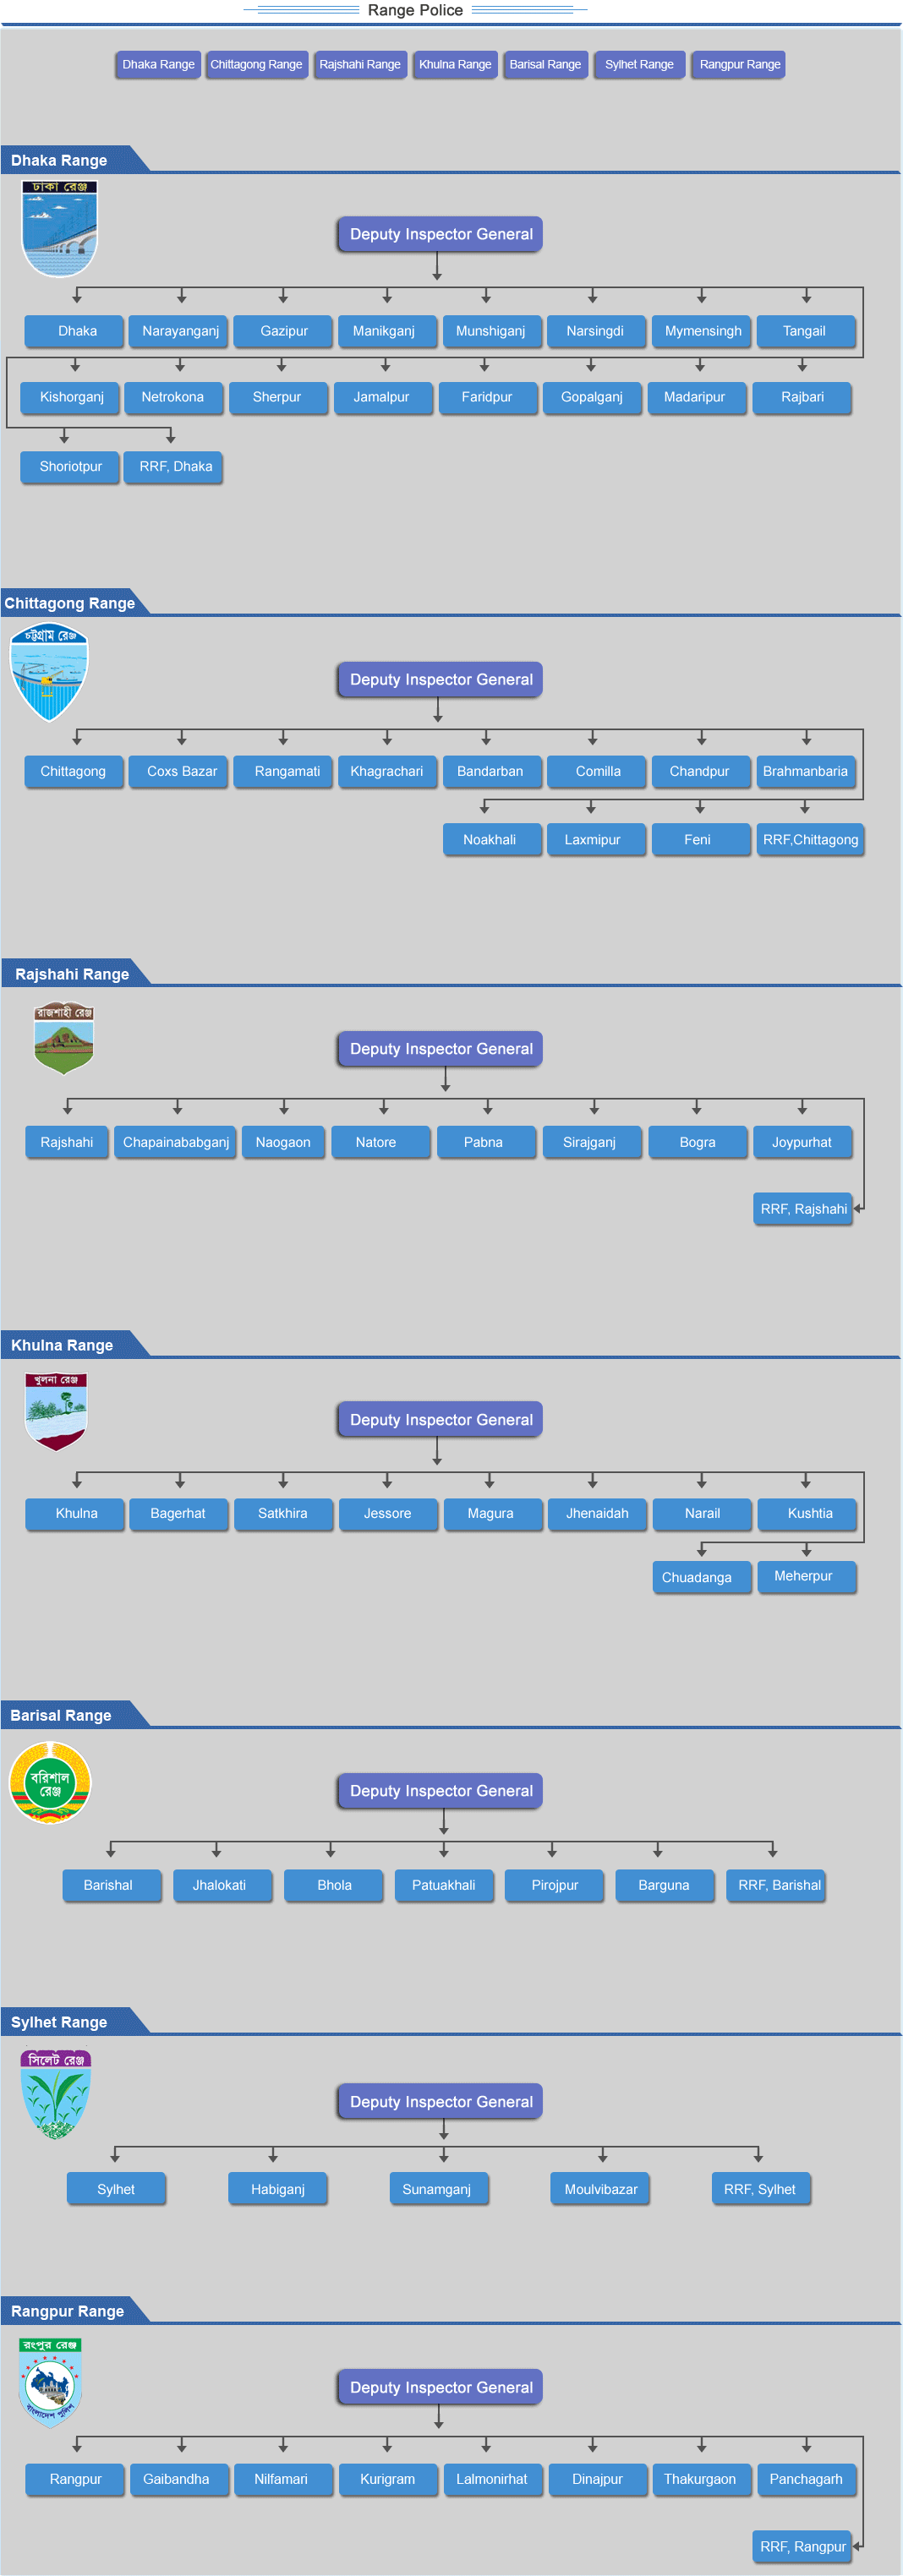 Range Police
Dhaka Range Chittagong Range Rajshahi Range Khulna Range Barisal Range Sylhet Range Rangpur Range
Dhaka Range
ঢাকা রেঞ্জ
Deputy Inspector General
Dhaka Narayanganj Gazipur Manikganj Munshiganj Narsingdi Mymensingh Tangail
Kishorganj Netrokona Sherpur Jamalpur Faridpur Gopalganj Madaripur Rajbari
Shoriotpur RRF, Dhaka
Chittagong Range
চট্টগ্রাম রেঞ্জ
Deputy Inspector General
Chittagong Coxs Bazar Rangamati Khagrachari Bandarban Comilla Chandpur Brahmanbaria
Noakhali Laxmipur Feni RRF,Chittagong
Rajshahi Range
রাজশাহী রেঞ্জ
Deputy Inspector General
Rajshahi Chapainababganj Naogaon Natore Pabna Sirajganj Bogra Joypurhat
RRF, Rajshahi
Khulna Range
খুলনা রেঞ্জ
Deputy Inspector General
Khulna Bagerhat Satkhira Jessore Magura Jhenaidah Narail Kushtia
Chuadanga Meherpur
Barisal Range
বরিশাল
রেঞ্জ
Deputy Inspector General
Barishal Jhalokati Bhola Patuakhali Pirojpur Barguna RRF, Barishal
Sylhet Range
সিলেট রেঞ্জ
Deputy Inspector General
Sylhet Habiganj Sunamganj Moulvibazar RRF, Sylhet
Rangpur Range
রংপুর রেঞ্জ
বাংলাদেশ পুলিশ
Deputy Inspector General
Rangpur Gaibandha Nilfamari Kurigram Lalmonirhat Dinajpur Thakurgaon Panchagarh
RRF, Rangpur